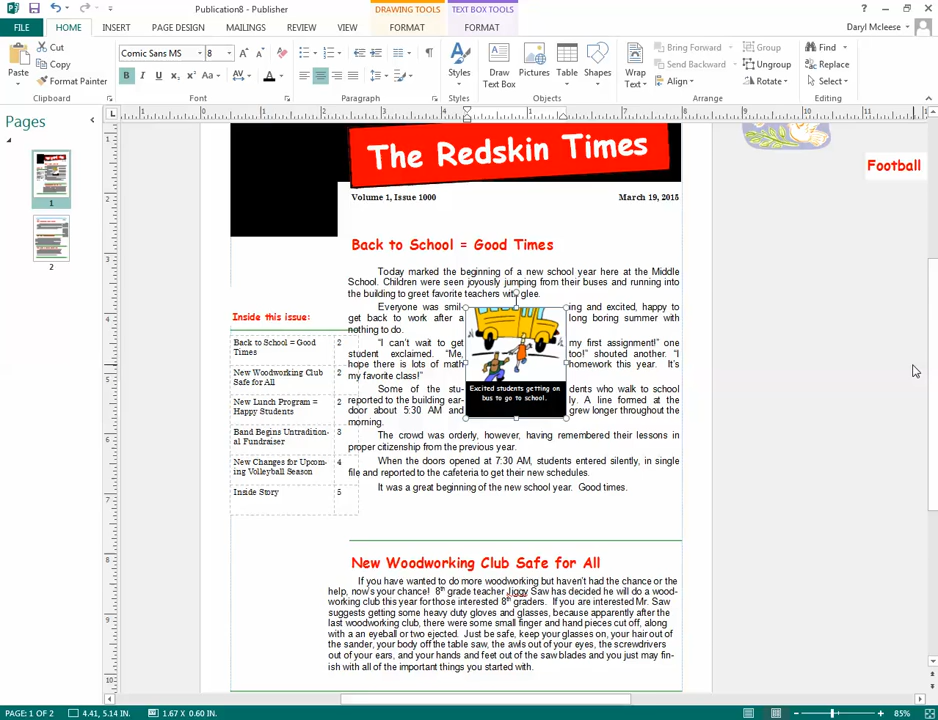 Publication8 - Publisher
DRAWING TOOLS
TEXT BOX TOOLS
FILE
HOME
INSERT
PAGE DESIGN
MAILINGS
REVIEW
VIEW
FORMAT
FORMAT
Daryl Mcleese
Paste
Cut
Copy
Format Painter
Clipboard
Comic Sans MS
8
Font
Paragraph
Styles
Styles
Draw
Text Box
Pictures
Table
Shapes
Objects
Wrap
Text
Bring Forward
Send Backward
Align
Group
Ungroup
Rotate
Arrange
Find
Replace
Select
Editing
Pages
1
2
The Redskin Times
Football
Volume 1, Issue 1000
March 19, 2015
Back to School = Good Times
Today marked the beginning of a new school year here at the Middle
School. Children were seen joyously jumping from their buses and running into
the building to greet favorite teachers with glee.
Everyone was smil- ing and excited, happy to
get back to work after a long boring summer with
nothing to do.
“I can’t wait to get my first assignment!” one
student exclaimed. “Me, too!” shouted another. “I
hope there is lots of math homework this year. It’s
my favorite class!”
Some of the stu- dents who walk to school
reported to the building ear- ly. A line formed at the
door about 5:30 AM and grew longer throughout the
morning.
Excited students getting on
bus to go to school.
The crowd was orderly, however, having remembered their lessons in
proper citizenship from the previous year.
When the doors opened at 7:30 AM, students entered silently, in single
file and reported to the cafeteria to get their new schedules.
It was a great beginning of the new school year. Good times.
Inside this issue:
Back to School = Good
Times
2
New Woodworking Club
Safe for All
2
New Lunch Program =
Happy Students
2
Band Begins Untradition-
al Fundraiser
3
New Changes for Upcom-
ing Volleyball Season
4
Inside Story
5
New Woodworking Club Safe for All
If you have wanted to do more woodworking but haven’t had the chance or the
help, now’s your chance! 8th grade teacher Jiggy Saw has decided he will do a wood-
working club this year for those interested 8th graders. If you are interested Mr. Saw
suggests getting some heavy duty gloves and glasses, because apparently after the
last woodworking club, there were some small finger and hand pieces cut off, along
with a an eyeball or two ejected. Just be safe, keep your glasses on, your hair out of
the sander, your body off the table saw, the awls out of your eyes, the screwdrivers
out of your ears, and your hands and feet out of the saw blades and you just may fin-
ish with all of the important things you started with.
PAGE: 1 OF 2
4.41, 5.14 IN.
1.67 X 0.60 IN.
85%